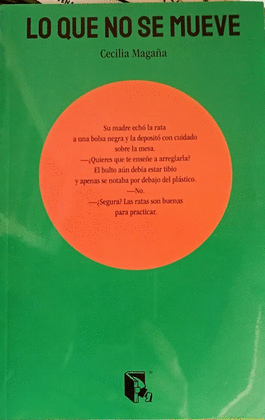 LO QUE NO SE MUEVE
Cecilia Magaña
Su madre echó la rata
a una bolsa negra y la depositó con cuidado
sobre la mesa.
—¿Quieres que te enseñe a arreglarla?
El bulto aún debía estar tibio
y apenas se notaba por debajo del plástico.
—No.
—¿Segura? Las ratas son buenas
para practicar.